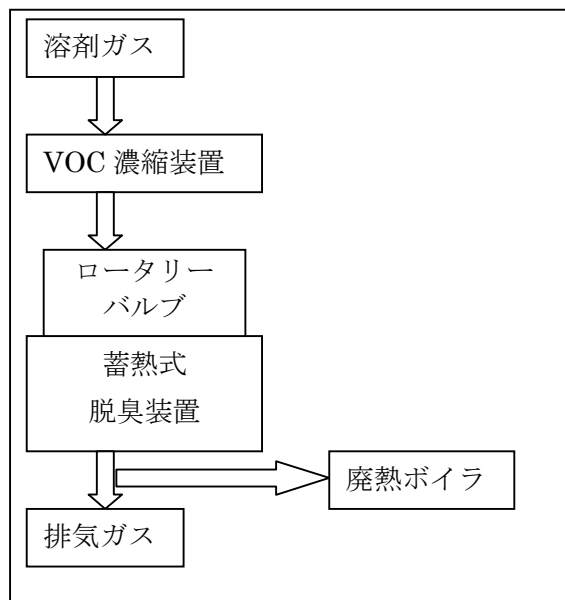 溶剤ガス
VOC 濃縮装置
ロータリー
バルブ
蓄熱式
脱臭装置
廃熱ボイラ
排気ガス